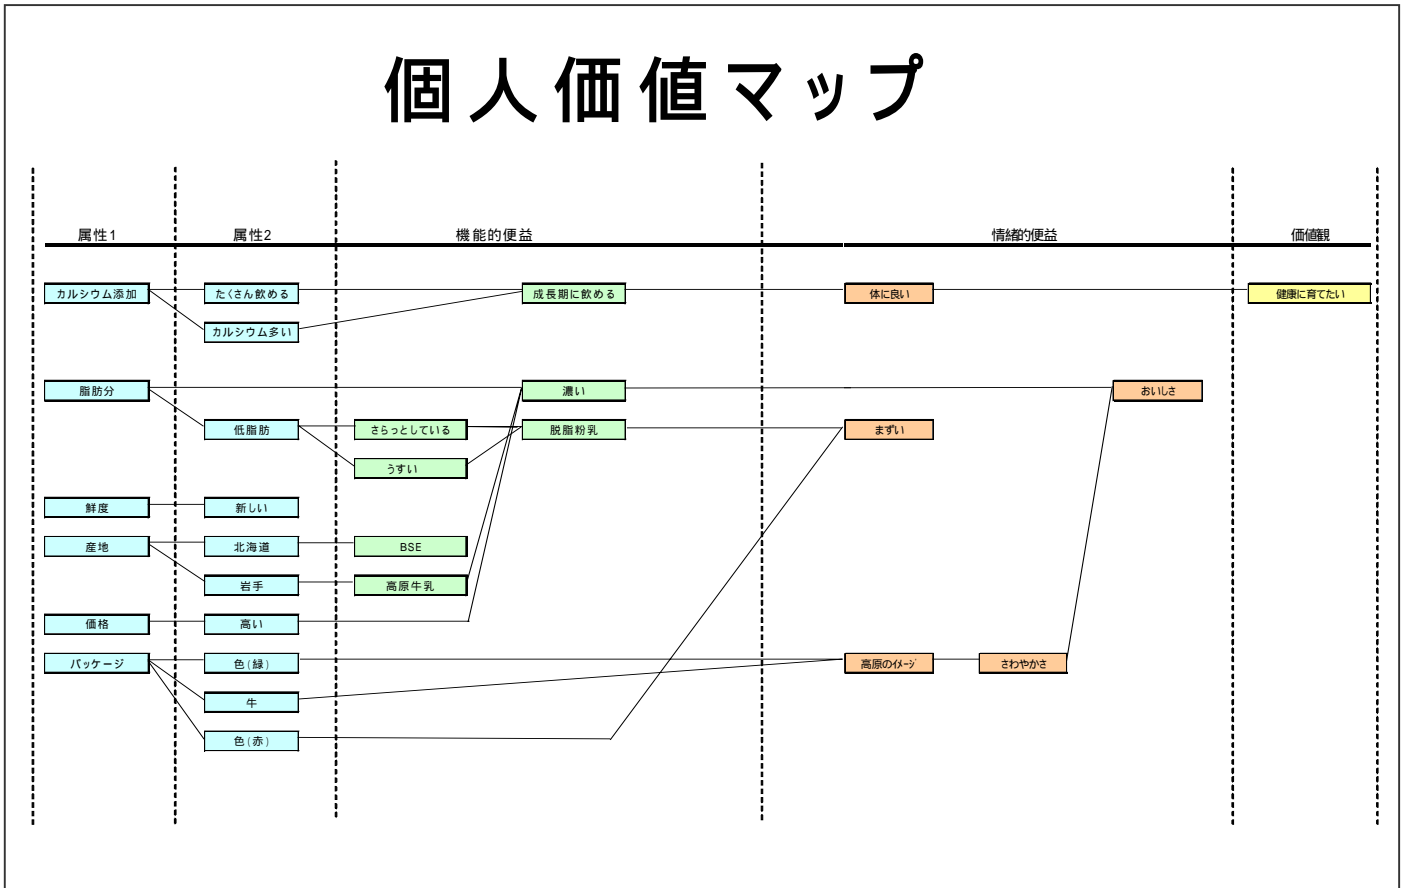 個人価値マップ
属性1 属性2 機能的便益 情緒的便益 価値観
カルシウム添加 たくさん飲める 成長期に飲める 体に良い 健康に育てたい
カルシウム多い
脂肪分 濃い おいしさ
低脂肪 さらっとしている 脱脂粉乳 まずい
うすい
鮮度 新しい
産地 北海道 BSE
岩手 高原牛乳
価格 高い
パッケージ 色(緑) 高原のイメージ さわやかさ
牛
色(赤)